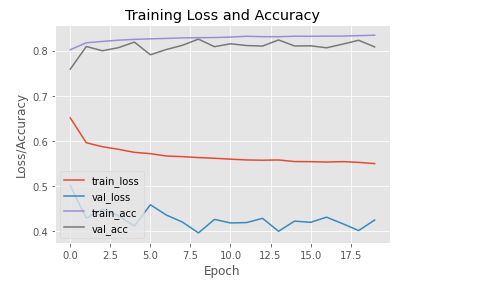 Training Loss and Accuracy
Loss/Accuracy
0.8
0.7
0.6
0.5
0.4
train_loss
val_loss
train_acc
val_acc
0.0 2.5 5.0 7.5 10.0 12.5 15.0 17.5
Epoch